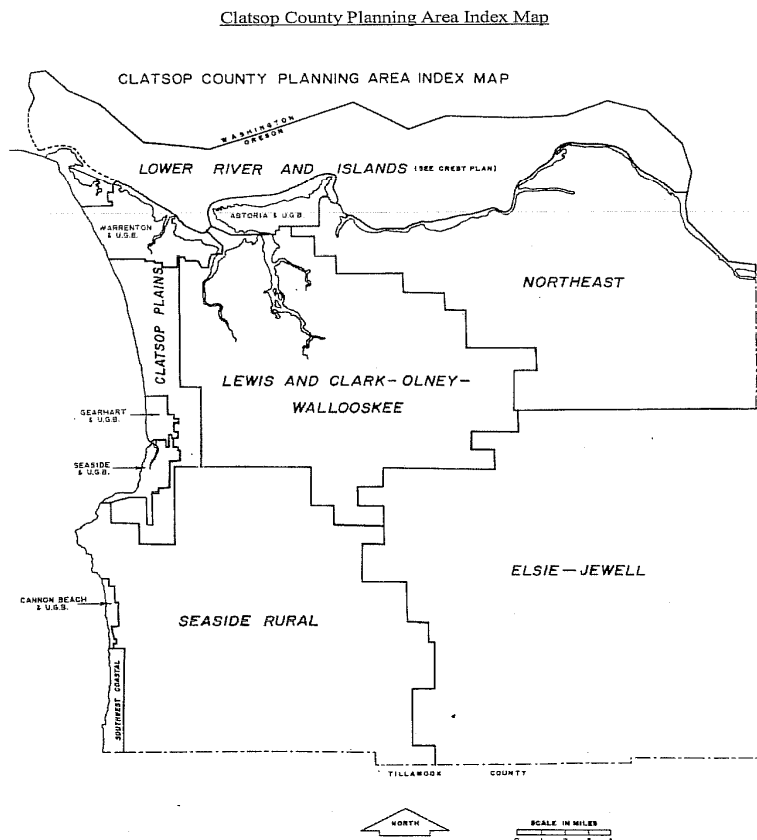 Clatsop County Planning Area Index Map
CLATSOP COUNTY PLANNING AREA INDEX MAP
WASHINGTON
OREGON
LOWER RIVER AND ISLANDS (SEE CREST PLAN)
ASTORIA & U.G.B.
WARRENTON
& U.G.B.
NORTHEAST
CLATSOP PLAINS
LEWIS AND CLARK-OLNEY-
WALLOOSKEE
GEARHART
& U.G.B.
SEASIDE
& U.G.B.
ELSIE-JEWELL
CANNON BEACH
& U.G.B.
SEASIDE RURAL
SOUTHWEST COASTAL
TILLAMOOK COUNTY
NORTH
SCALE IN MILES